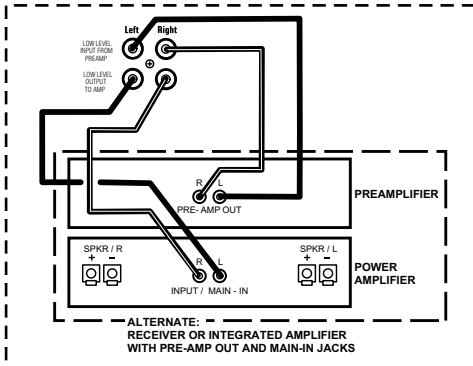 Left Right
LOW LEVEL
INPUT FROM
PREAMP
LOW LEVEL
OUTPUT
TO AMP
R L
PRE- AMP OUT
PREAMPLIFIER
SPKR / R
+ -
R L
INPUT / MAIN - IN
SPKR / L
+ -
POWER
AMPLIFIER
ALTERNATE:
RECEIVER OR INTEGRATED AMPLIFIER
WITH PRE-AMP OUT AND MAIN-IN JACKS